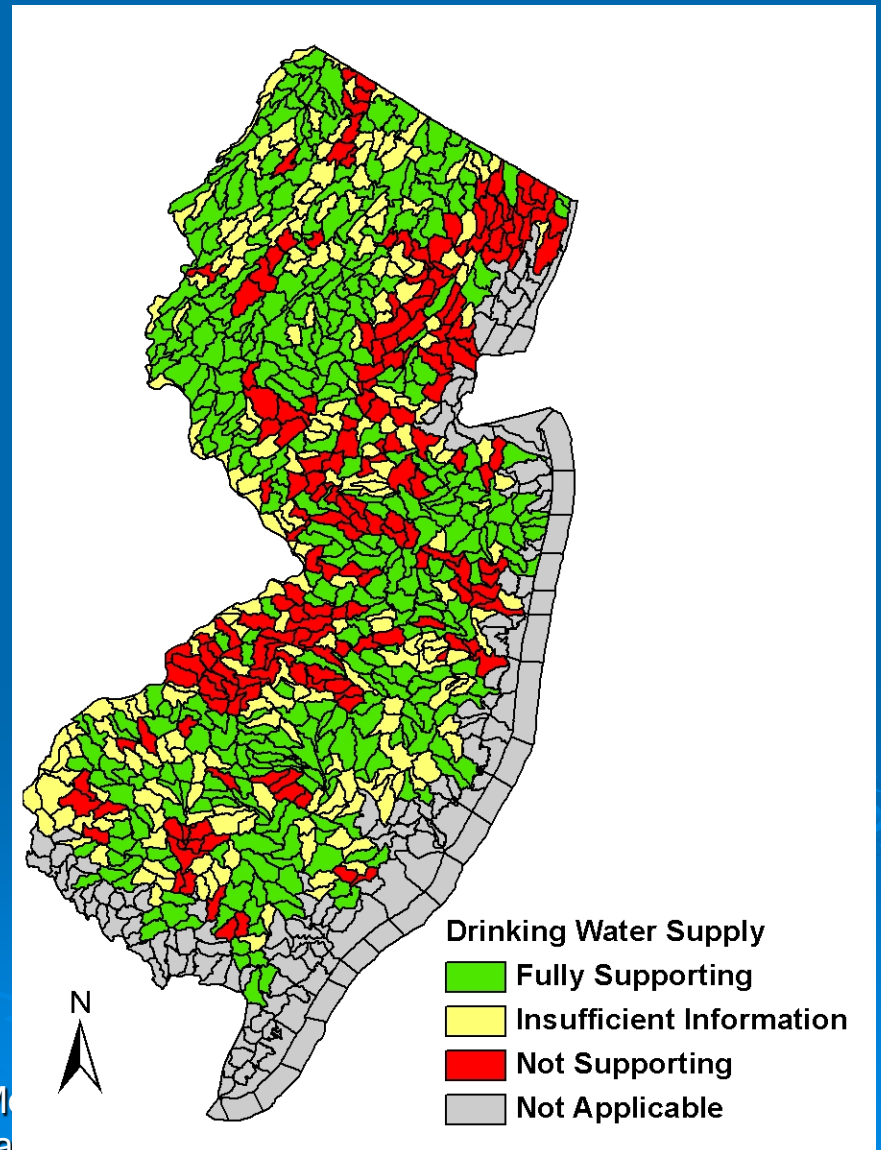 Drinking Water Supply
Fully Supporting
Insufficient Information
Not Supporting
Not Applicable
N